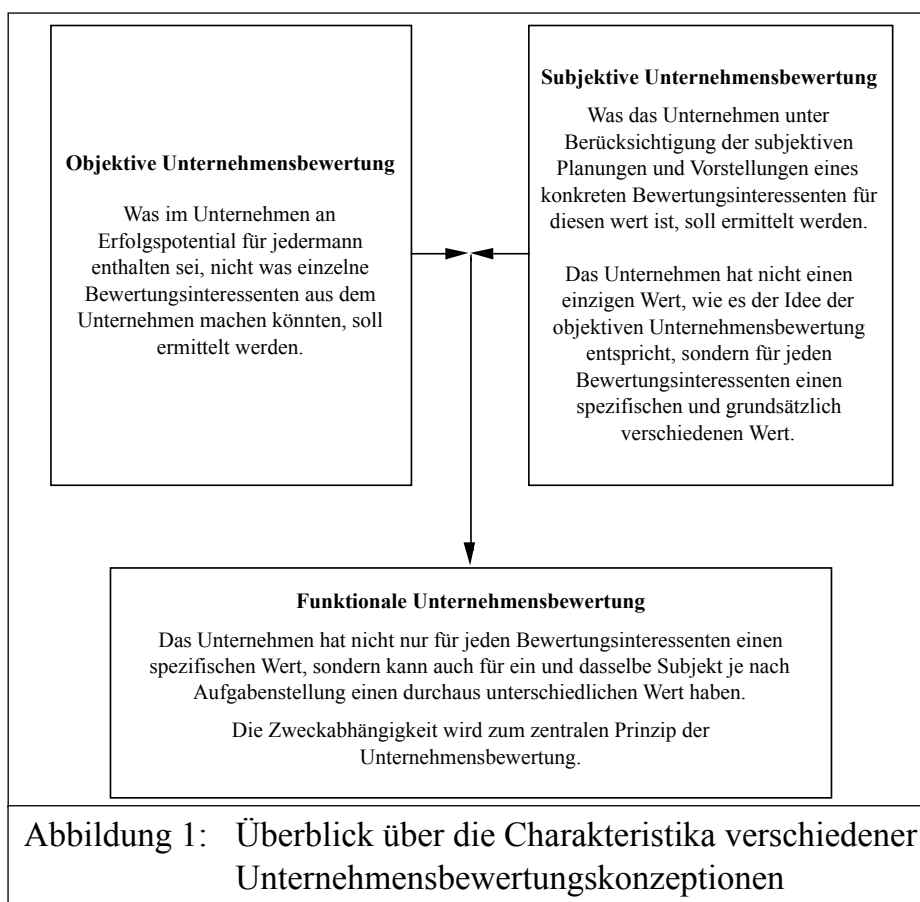 Objektive Unternehmensbewertung
Was im Unternehmen an
Erfolgspotential für jedermann
enthalten sei, nicht was einzelne
Bewertungsinteressenten aus dem
Unternehmen machen könnten, soll
ermittelt werden.
Subjektive Unternehmensbewertung
Was das Unternehmen unter
Berücksichtigung der subjektiven
Planungen und Vorstellungen eines
konkreten Bewertungsinteressenten für
diesen wert ist, soll ermittelt werden.
Das Unternehmen hat nicht einen
einzigen Wert, wie es der Idee der
objektiven Unternehmensbewertung
entspricht, sondern für jeden
Bewertungsinteressenten einen
spezifischen und grundsätzlich
verschiedenen Wert.
Funktionale Unternehmensbewertung
Das Unternehmen hat nicht nur für jeden Bewertungsinteressenten einen
spezifischen Wert, sondern kann auch für ein und dasselbe Subjekt je nach
Aufgabenstellung einen durchaus unterschiedlichen Wert haben.
Die Zweckabhängigkeit wird zum zentralen Prinzip der
Unternehmensbewertung.
Abbildung 1: Überblick über die Charakteristika verschiedener
Unternehmensbewertungskonzeptionen